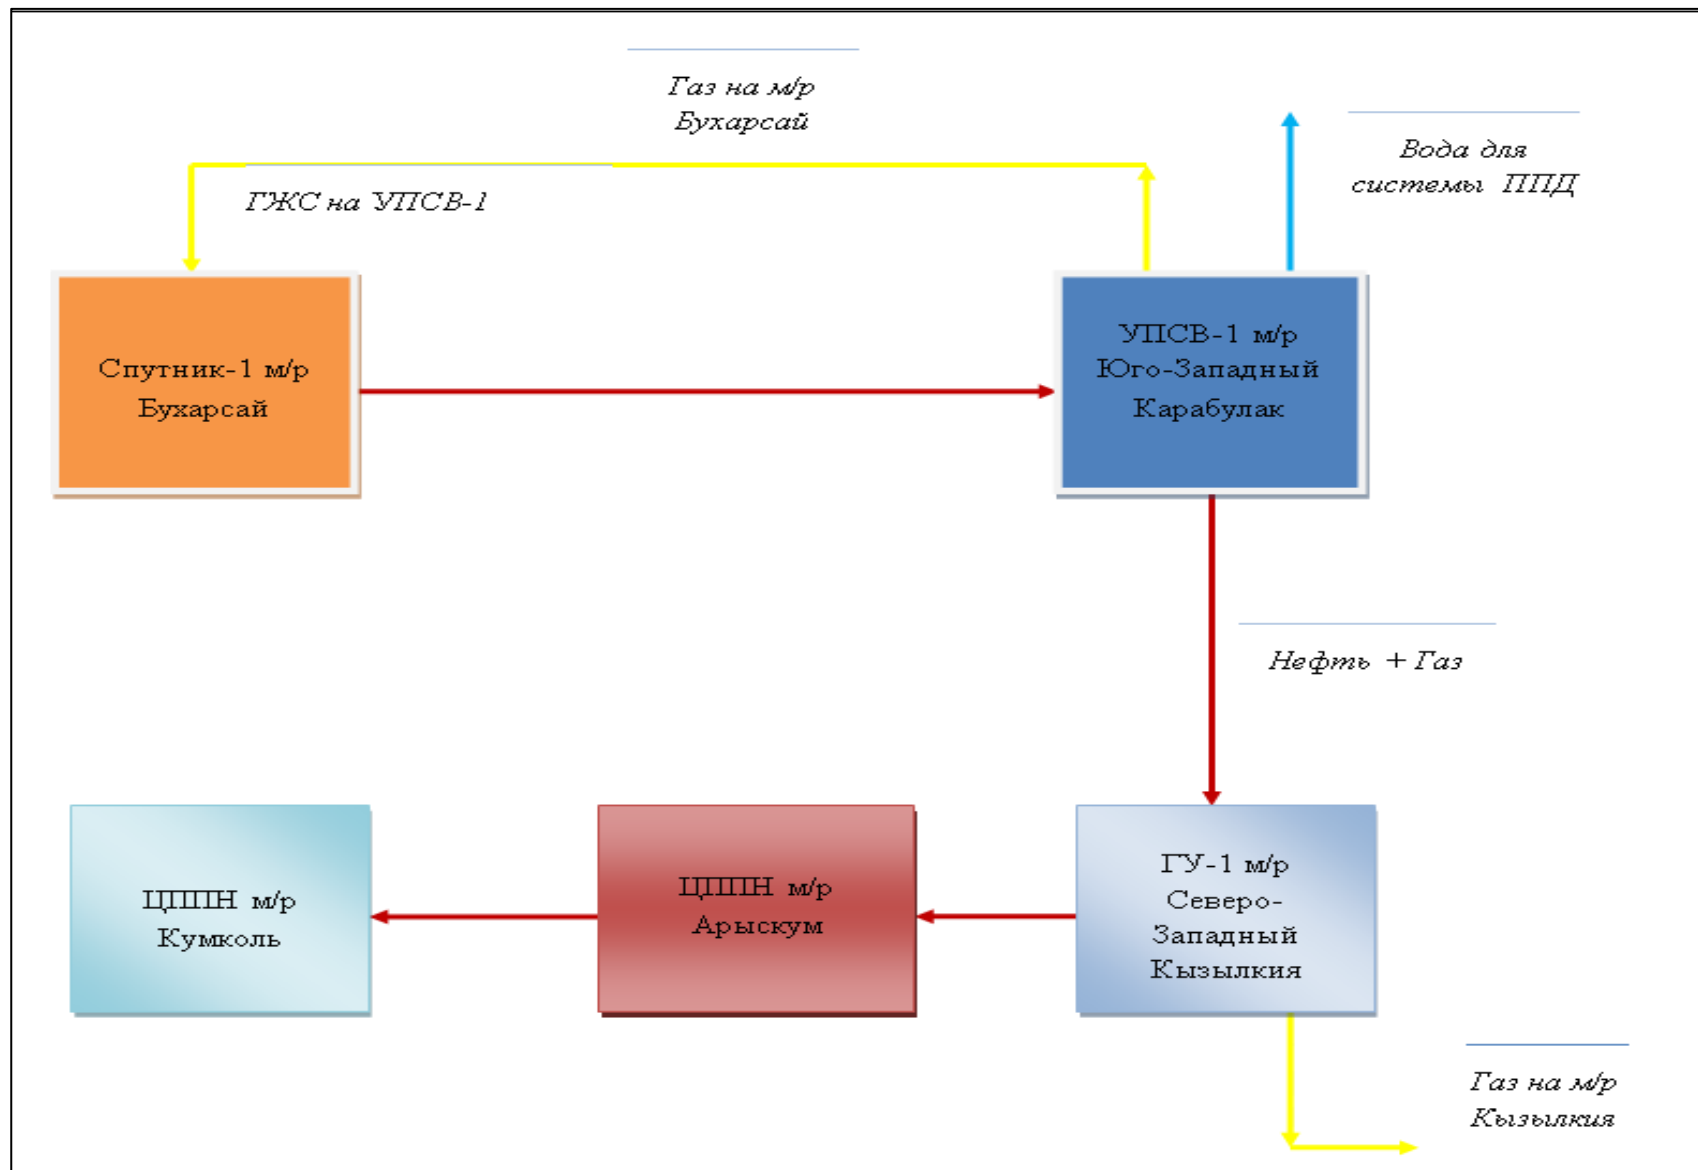 Газ на м/р
Бухарсай
Вода для
системы ППД
ГЖС на УПСВ-1
Спутник-1 м/р
Бухарсай
УПСВ-1 м/р
Юго-Западный
Карабулак
Нефть + Газ
ЦППН м/р
Кумколь
ЦППН м/р
Арыскум
ГУ-1 м/р
Северо-
Западный
Кызылкия
Газ на м/р
Кызылкия